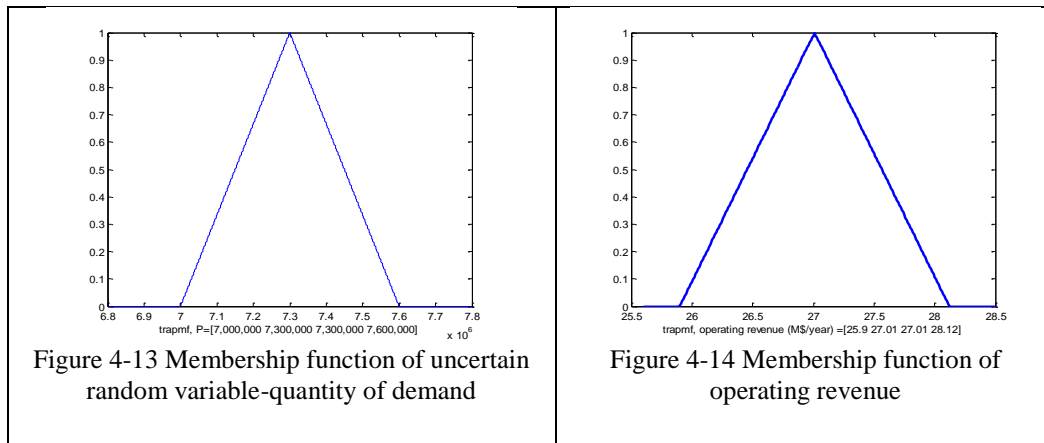 1
0.9
0.8
0.7
0.6
0.5
0.4
0.3
0.2
0.1
0
6.8 6.9 7 7.1 7.2 7.3 7.4 7.5 7.6 7.7 7.8
x 10^6
trapmf, P=[7,000,000 7,300,000 7,300,000 7,600,000]
Figure 4-13 Membership function of uncertain
random variable-quantity of demand
1
0.9
0.8
0.7
0.6
0.5
0.4
0.3
0.2
0.1
0
25.5 26 26.5 27 27.5 28 28.5
trapmf, operating revenue (M$/year) =[25.9 27.01 27.01 28.12]
Figure 4-14 Membership function of
operating revenue